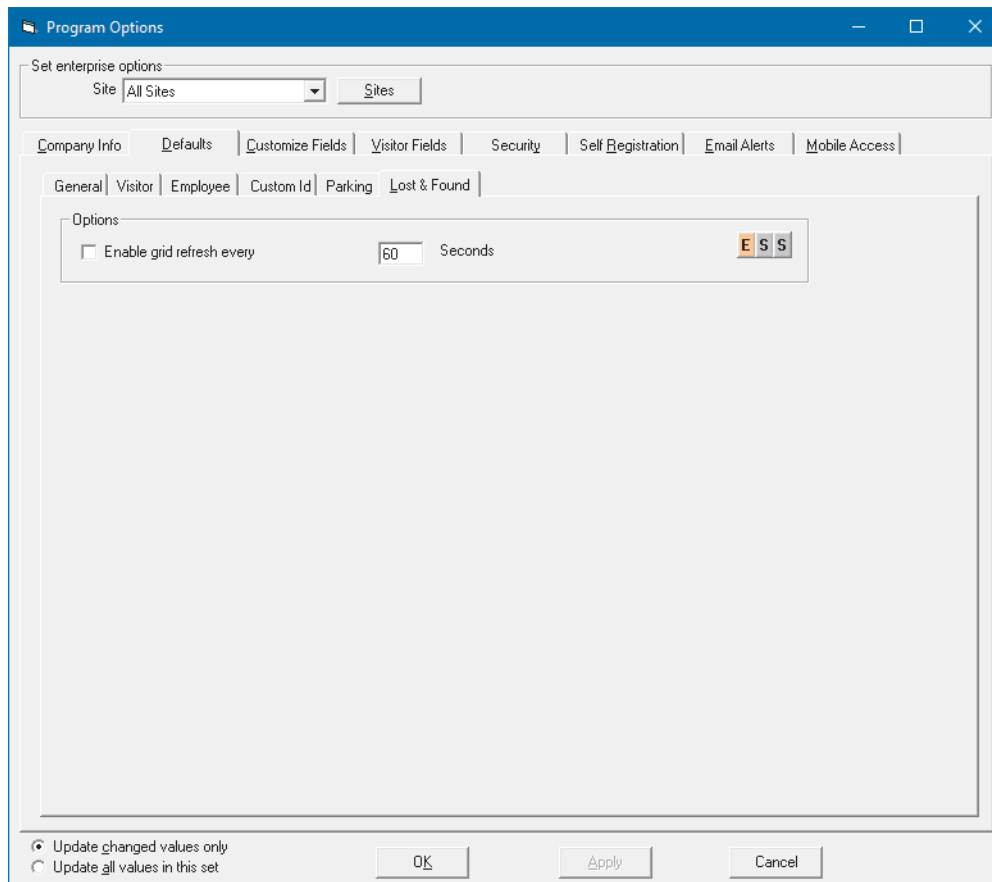 Program Options
Set enterprise options
Site All Sites Sites
Company Info Defaults Customize Fields Visitor Fields Security Self Registration Email Alerts Mobile Access
General Visitor Employee Custom Id Parking Lost & Found
Options
Enable grid refresh every 60 Seconds E S S
Update changed values only
Update all values in this set
OK Apply Cancel